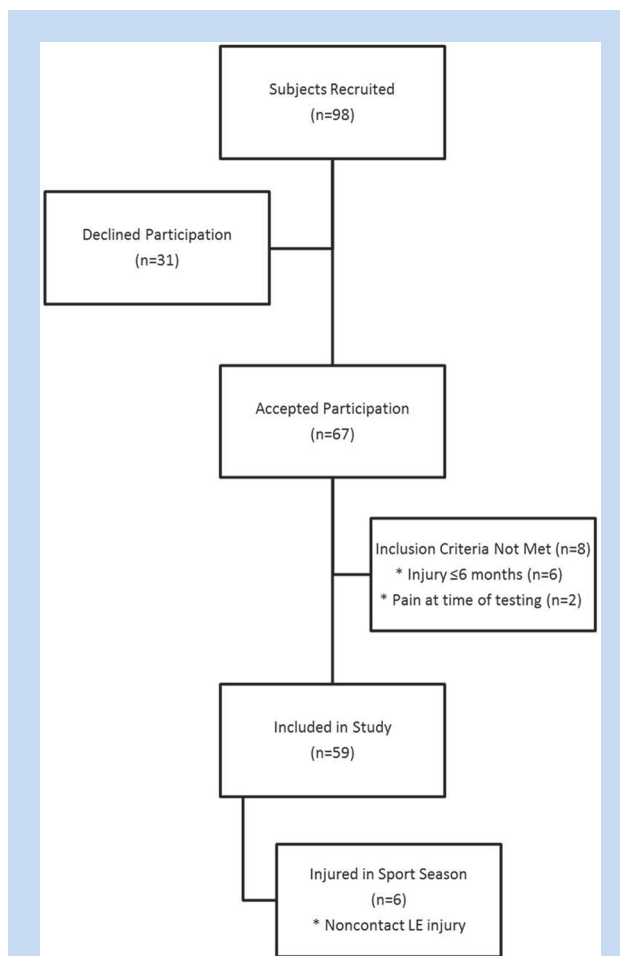 Subjects Recruited
(n=98)
Declined Participation
(n=31)
Accepted Participation
(n=67)
Inclusion Criteria Not Met (n=8)
* Injury ≤6 months (n=6)
* Pain at time of testing (n=2)
Included in Study
(n=59)
Injured in Sport Season
(n=6)
* Noncontact LE injury